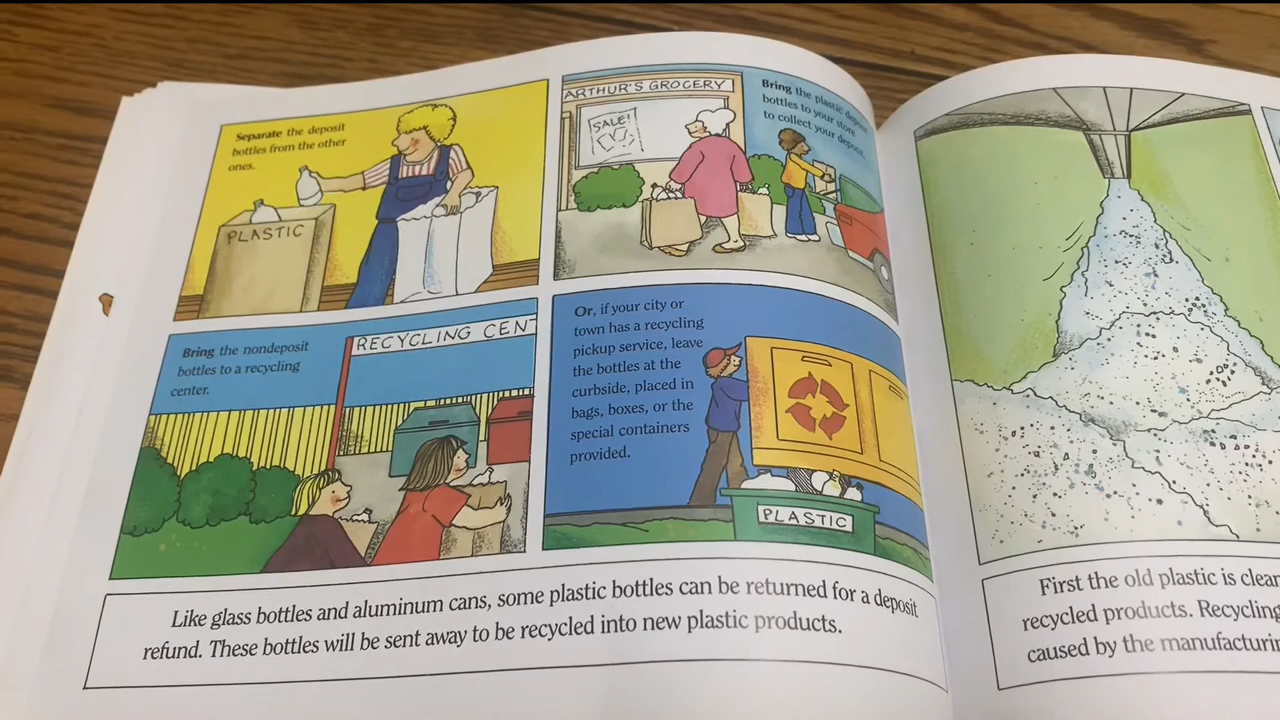 Separate the deposit
bottles from the other
ones.
PLASTIC
ARTHUR'S GROCERY
SALE!
Bring the plastic deposit
bottles to your store
to collect your deposit.
Bring the nondeposit
bottles to a recycling
center.
RECYCLING CENT
Or, if your city or
town has a recycling
pickup service, leave
the bottles at the
curbside, placed in
bags, boxes, or the
special containers
provided.
PLASTIC
Like glass bottles and aluminum cans, some plastic bottles can be returned for a deposit
refund. These bottles will be sent away to be recycled into new plastic products.
First the old plastic is clean
recycled products. Recycling
caused by the manufacturin